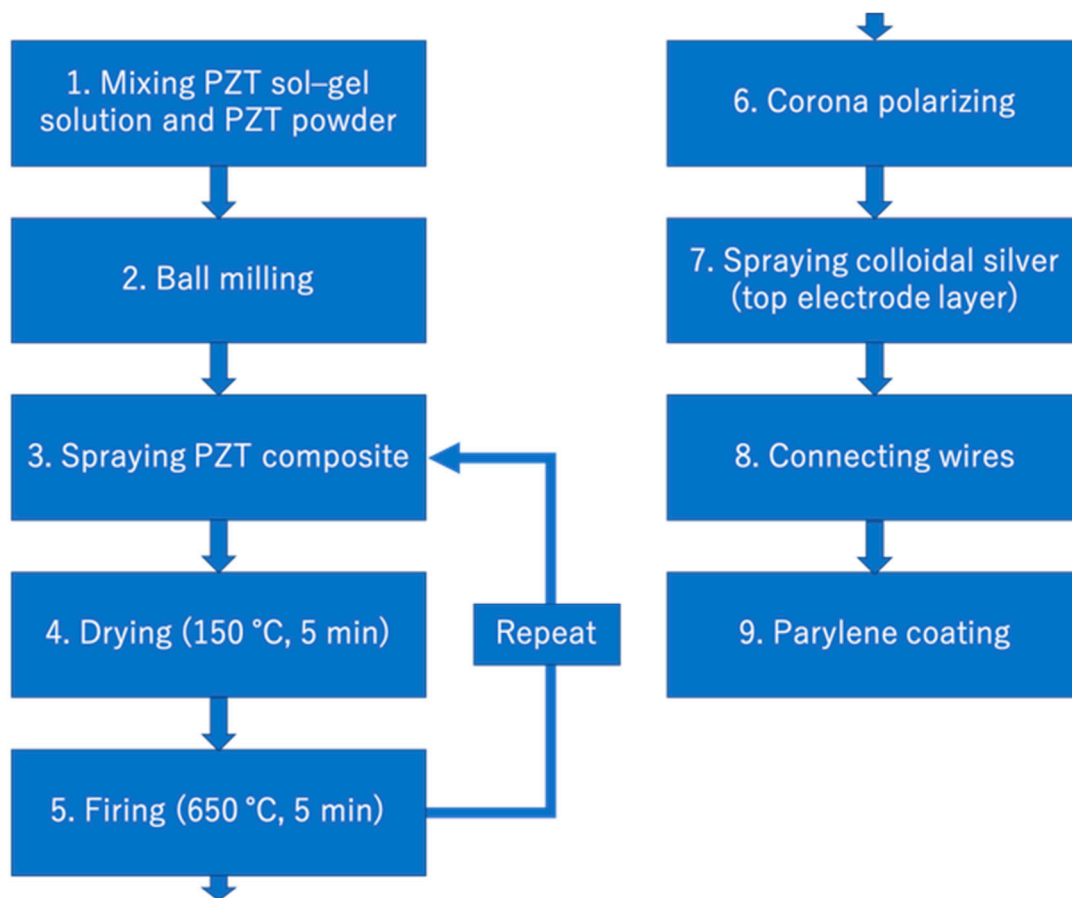 1. Mixing PZT sol–gel
solution and PZT powder
2. Ball milling
3. Spraying PZT composite
4. Drying (150 °C, 5 min)
Repeat
5. Firing (650 °C, 5 min)
6. Corona polarizing
7. Spraying colloidal silver
(top electrode layer)
8. Connecting wires
9. Parylene coating